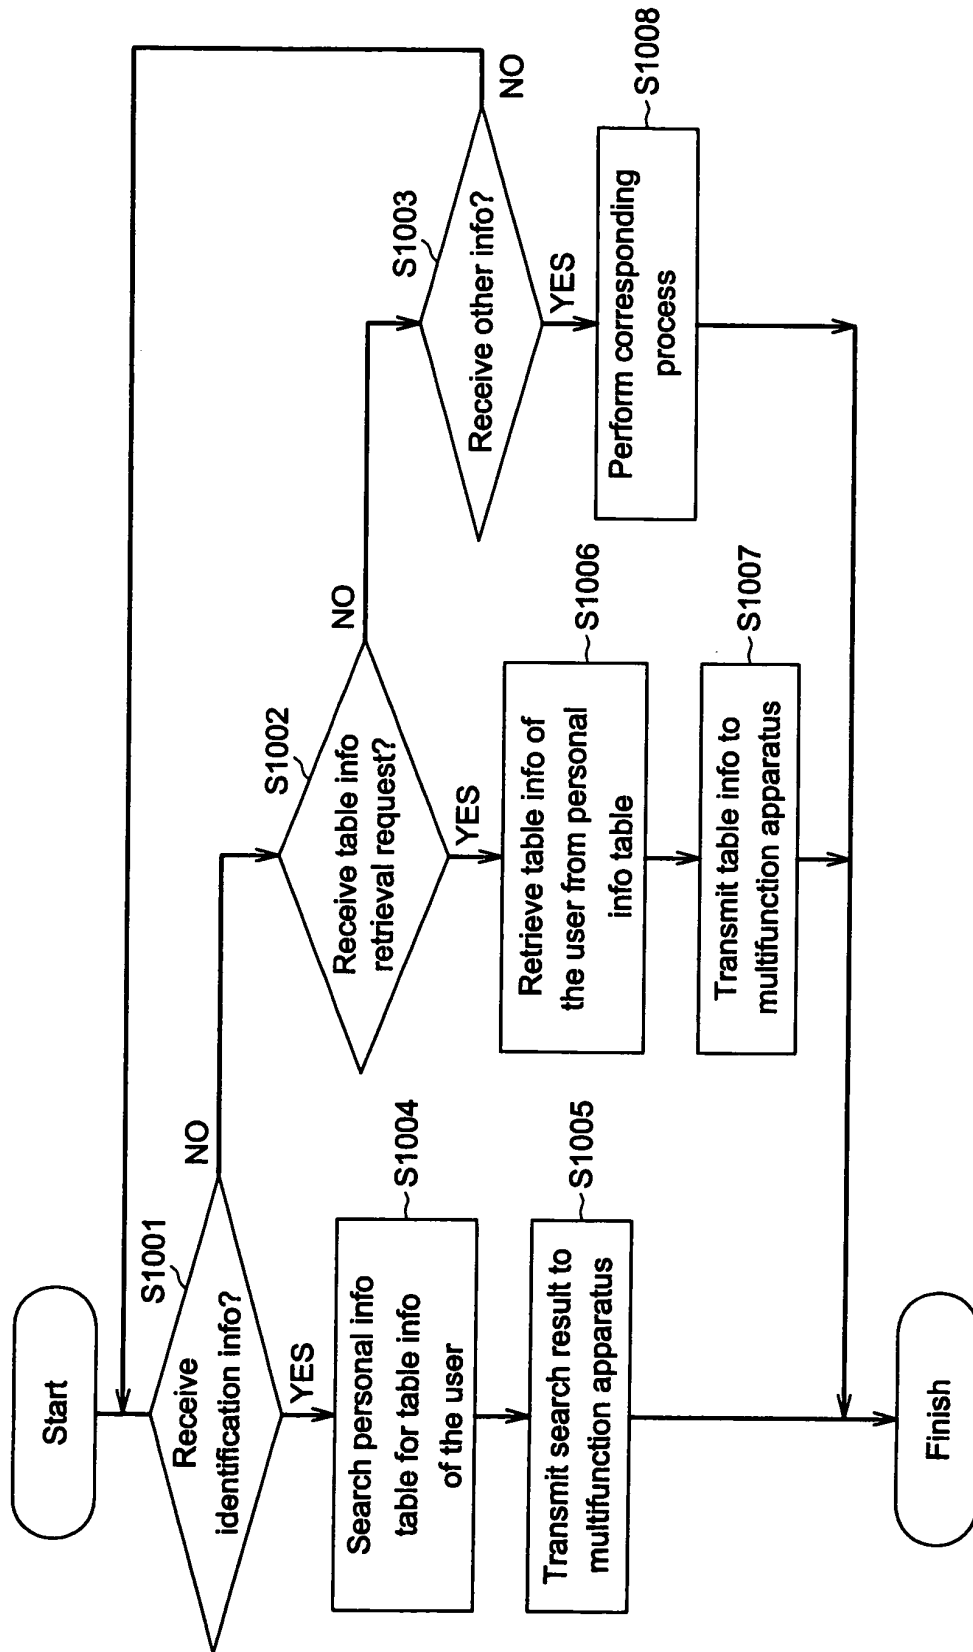 Start
S1001
Receive
identification info?
NO
YES
S1004
Search personal info
table for table info
of the user
S1005
Transmit search result to
multifunction apparatus
S1002
Receive table info
retrieval request?
NO
YES
S1006
Retrieve table info of
the user from personal
info table
S1007
Transmit table info to
multifunction apparatus
S1003
Receive other info?
NO
YES
S1008
Perform corresponding
process
Finish